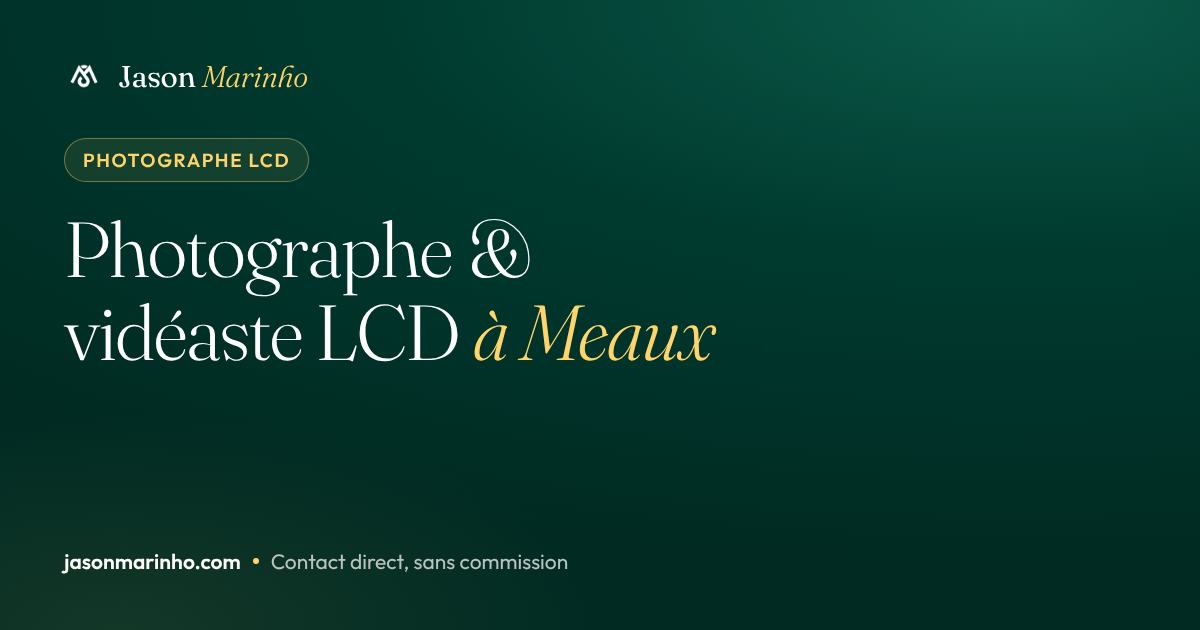 Jason Marinho
PHOTOGRAPHE LCD
Photographe &
vidéaste LCD à Meaux
jasonmarinho.com • Contact direct, sans commission